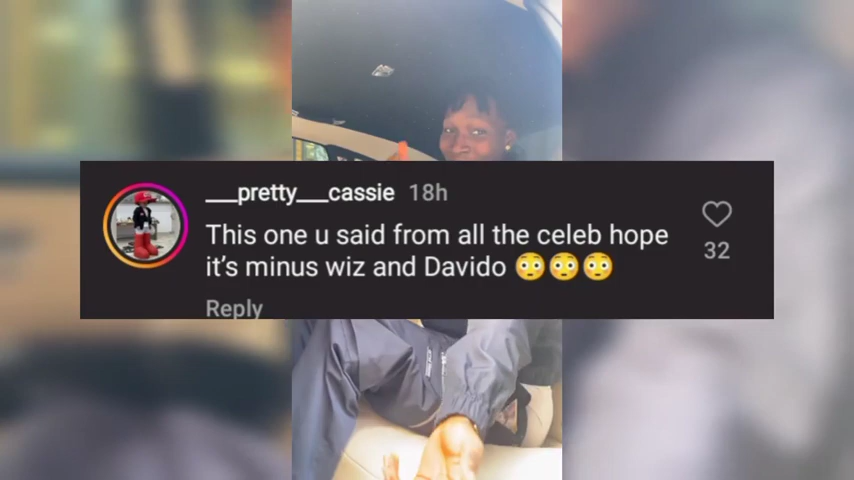 ___pretty___cassie 18h
This one u said from all the celeb hope
it's minus wiz and Davido 😳😳😳
32
Reply